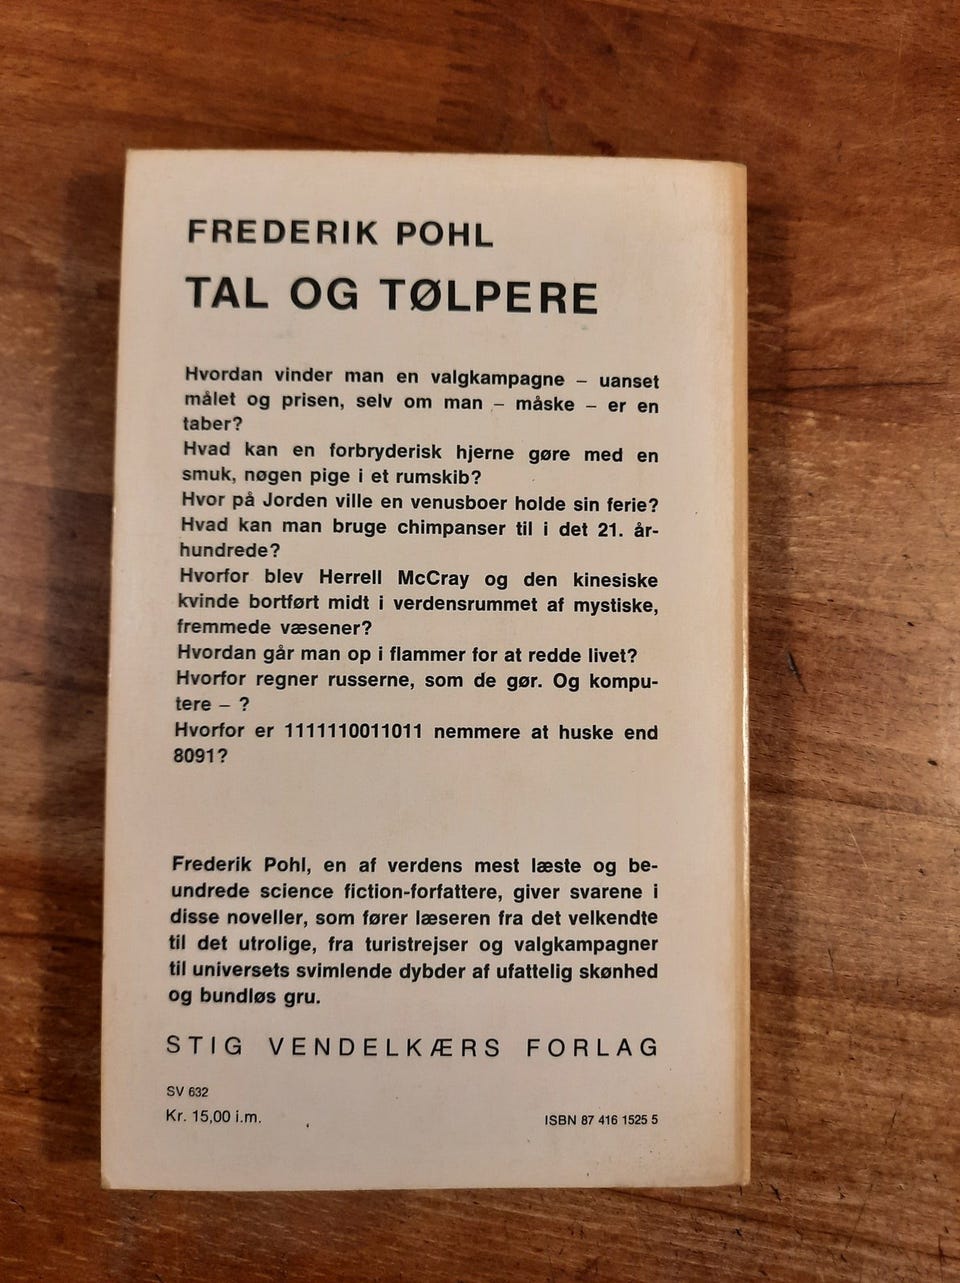 FREDERIK POHL
TAL OG TØLPERE
Hvordan vinder man en valgkampagne – uanset
målet og prisen, selv om man – måske – er en
taber?
Hvad kan en forbryderisk hjerne gøre med en
smuk, nøgen pige i et rumskib?
Hvor på Jorden ville en venusboer holde sin ferie?
Hvad kan man bruge chimpanser til i det 21. år-
hundrede?
Hvorfor blev Herrell McCray og den kinesiske
kvinde bortført midt i verdensrummet af mystiske,
fremmede væsener?
Hvordan går man op i flammer for at redde livet?
Hvorfor regner russerne, som de gør. Og kompu-
tere – ?
Hvorfor er 1111110011011 nemmere at huske end
8091?
Frederik Pohl, en af verdens mest læste og be-
undrede science fiction-forfattere, giver svarene i
disse noveller, som fører læseren fra det velkendte
til det utrolige, fra turistrejser og valgkampagner
til universets svimlende dybder af ufattelig skønhed
og bundløs gru.
STIG VENDELKÆRS FORLAG
SV 632
Kr. 15,00 i.m.
ISBN 87 416 1525 5